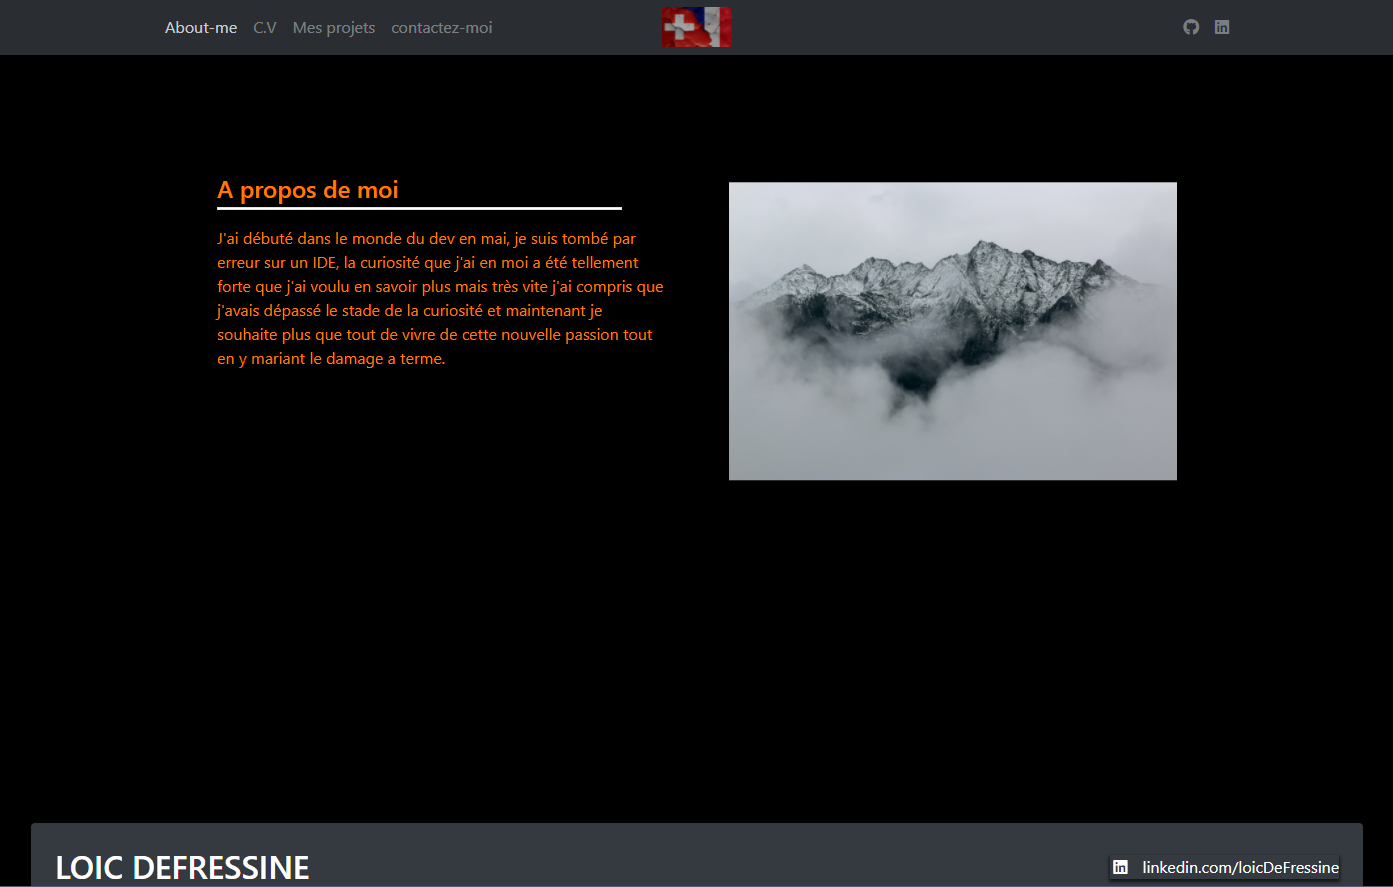 About-me C.V Mes projets contactez-moi
A propos de moi
J'ai débuté dans le monde du dev en mai, je suis tombé par
erreur sur un IDE, la curiosité que j'ai en moi a été tellement
forte que j'ai voulu en savoir plus mais très vite j'ai compris que
j'avais dépassé le stade de la curiosité et maintenant je
souhaite plus que tout de vivre de cette nouvelle passion tout
en y mariant le damage a terme.
LOIC DEFRESSINE
linkedin.com/loicDeFressine